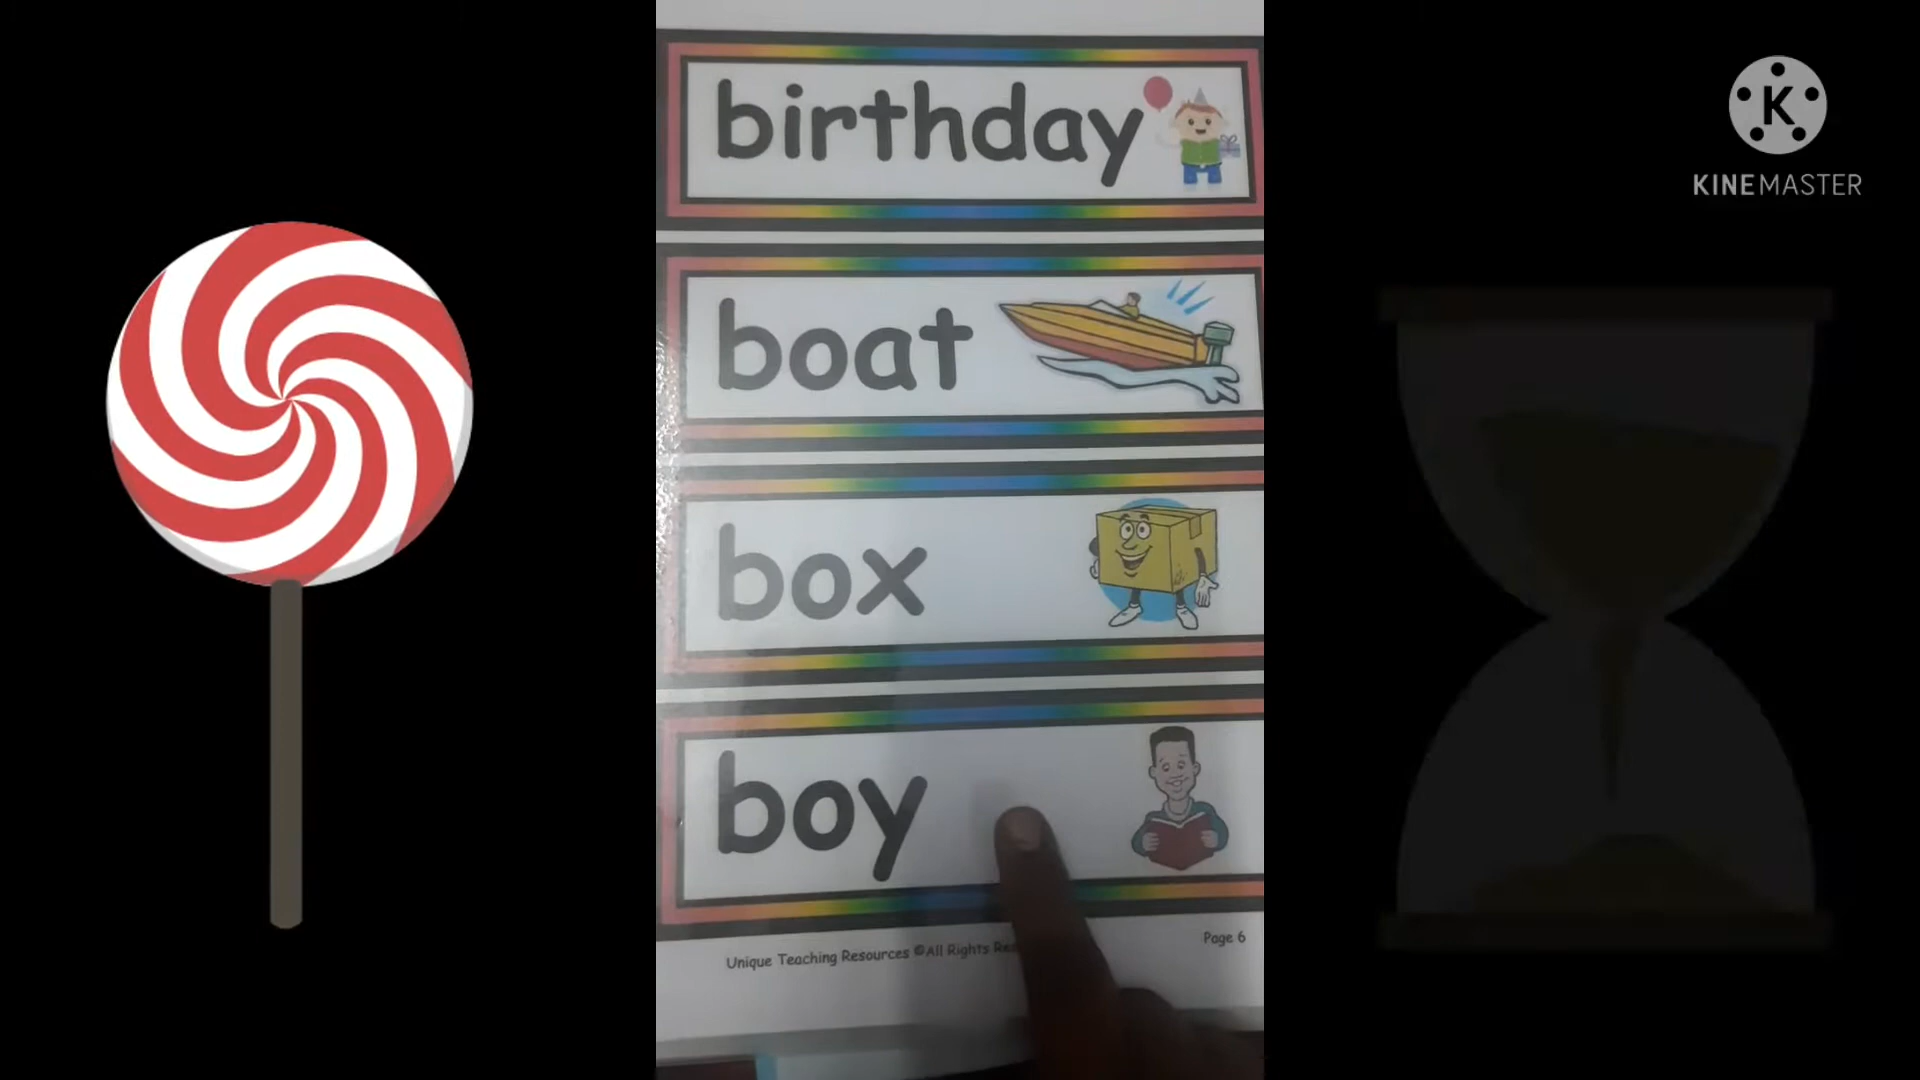 birthday
boat
box
boy
Unique Teaching Resources ©All Rights
Page 6
K
KINEMASTER